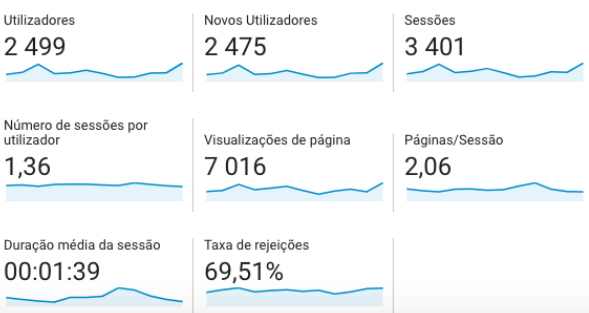 Utilizadores
2 499
Novos Utilizadores
2 475
Sessões
3 401
Número de sessões por
utilizador
1,36
Visualizações de página
7 016
Páginas/Sessão
2,06
Duração média da sessão
00:01:39
Taxa de rejeições
69,51%